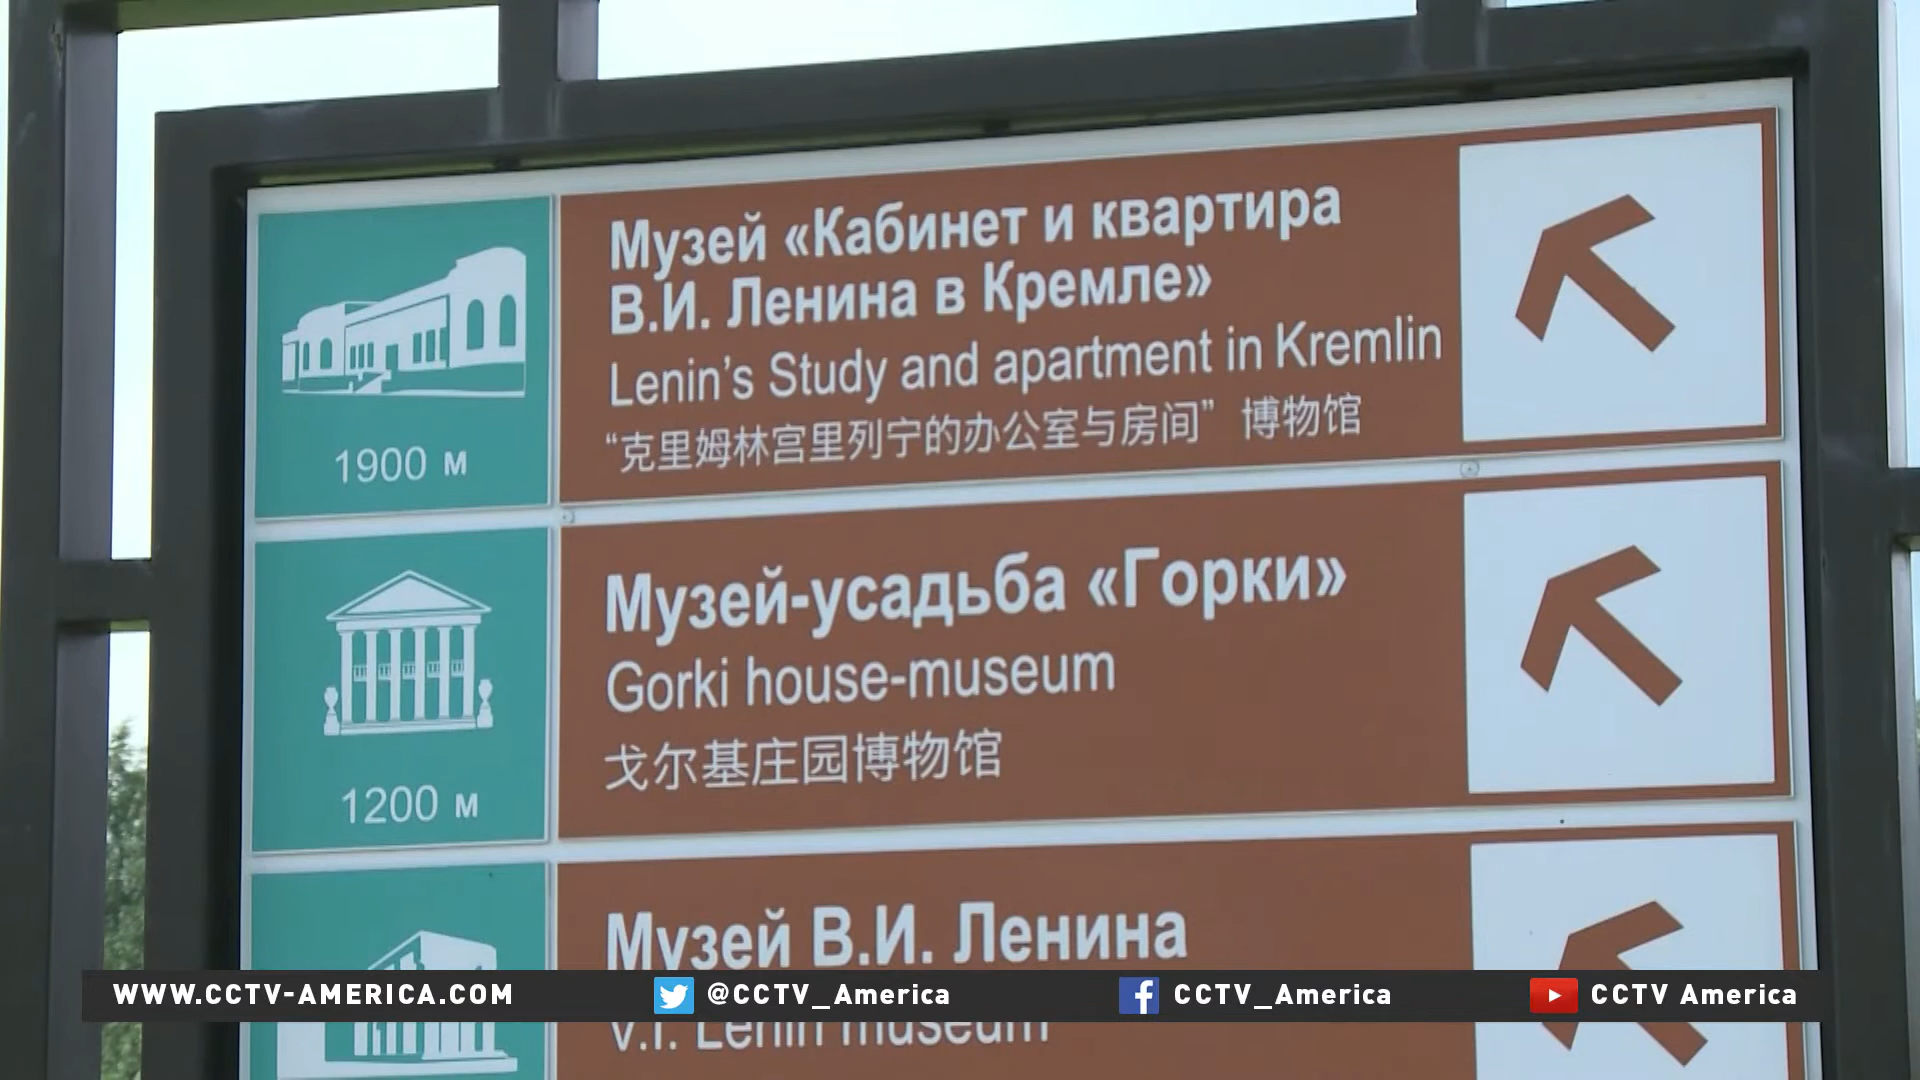 Музей «Кабинет и квартира
В.И. Ленина в Кремле»
Lenin's Study and apartment in Kremlin
“克里姆林宫里列宁的办公室与房间”博物馆
1900 м
Музей-усадьба «Горки»
Gorki house-museum
戈尔基庄园博物馆
1200 м
Музей В.И. Ленина
V.I. Lenin museum
WWW.CCTV-AMERICA.COM
@CCTV_America
CCTV_America
CCTV America